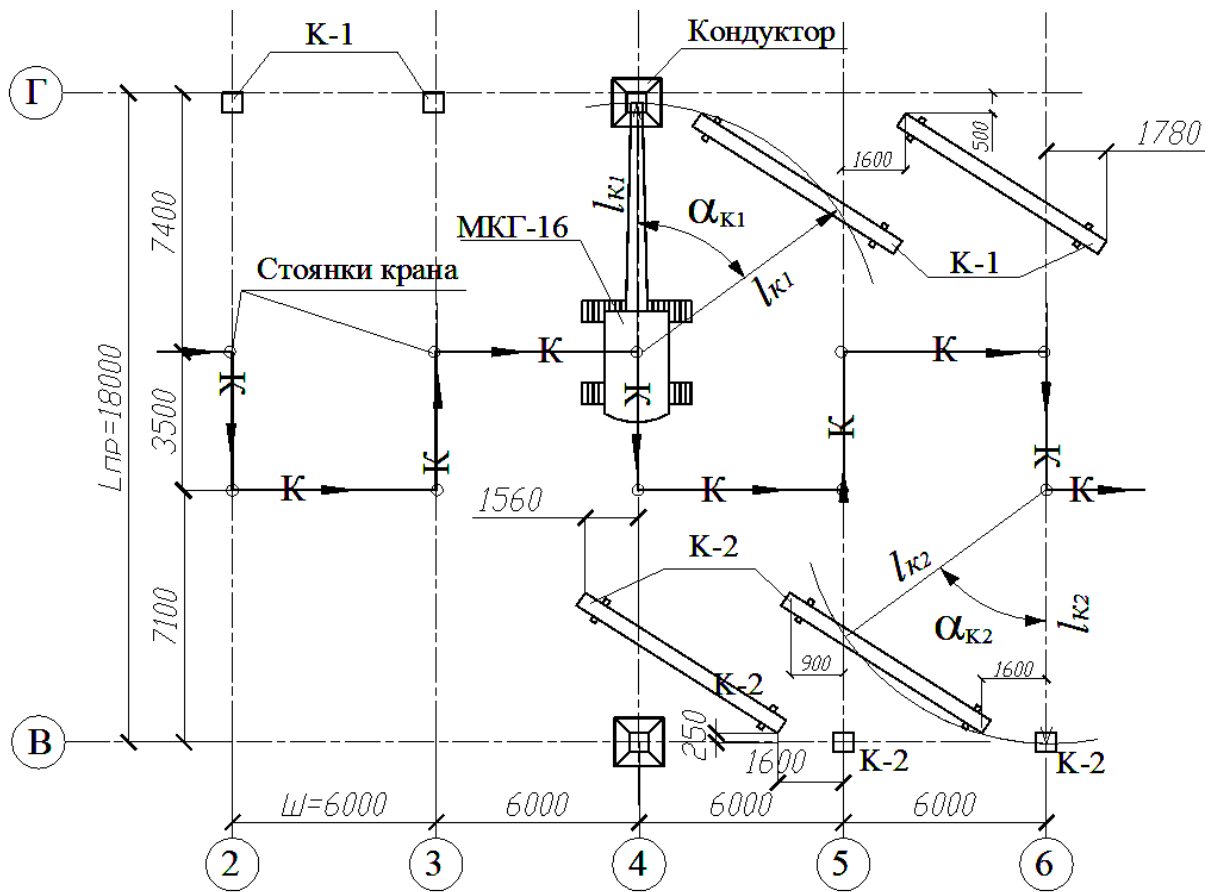 К-1
Кондуктор
Г
1780
500
1600
lк1
αК1
МКГ-16
7400
lк1
К-1
Стоянки крана
К
К
К
К
Lпр=18000
3500
К
К
К
К
К
К
1560
К-2
lк2
lк2
αК2
7100
900
1600
К-2
250
В
1600
К-2
К-2
Ш=6000
6000
6000
6000
2
3
4
5
6